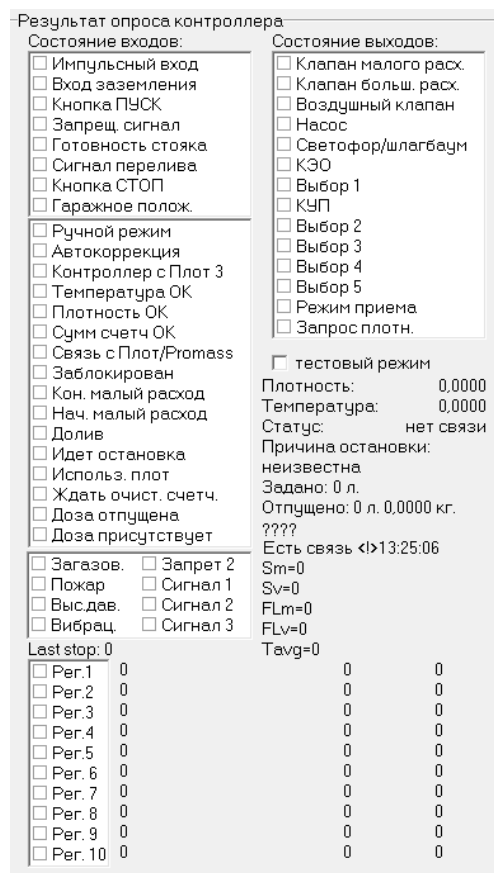 Результат опроса контроллера
Состояние входов:
Импульсный вход
Вход заземления
Кнопка ПУСК
Запрещ. сигнал
Готовность стояка
Сигнал перелива
Кнопка СТОП
Гаражное полож.
Ручной режим
Автокоррекция
Контроллер с Плот 3
Температура ОК
Плотность ОК
Сумм счетч ОК
Связь с Плот/Promass
Заблокирован
Кон. малый расход
Нач. малый расход
Долив
Идет остановка
Использ. плот
Ждать очист. счетч.
Доза отпущена
Доза присутствует
Загазов. Запрет 2
Пожар Сигнал 1
Выс.дав. Сигнал 2
Вибрац. Сигнал 3
Состояние выходов:
Клапан малого расх.
Клапан больш. расх.
Воздушный клапан
Насос
Светофор/шлагбаум
КЗО
Выбор 1
КУП
Выбор 2
Выбор 3
Выбор 4
Выбор 5
Режим приема
Запрос плотн.
тестовый режим
Плотность: 0,0000
Температура: 0,0000
Статус: нет связи
Причина остановки:
неизвестна
Задано: 0 л.
Отпущено: 0 л. 0,0000 кг.
????
Есть связь <!>13:25:06
Sm=0
Sv=0
FLm=0
FLv=0
Tavg=0
Last stop: 0
Рег.1 0 0 0
Рег.2 0 0 0
Рег.3 0 0 0
Рег.4 0 0 0
Рег.5 0 0 0
Рег. 6 0 0 0
Рег. 7 0 0 0
Рег. 8 0 0 0
Рег. 9 0 0 0
Рег. 10 0 0 0